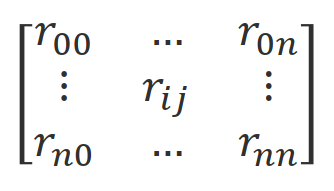 r₀₀ … r₀ₙ
⋮ rᵢⱼ ⋮
rₙ₀ … rₙₙ